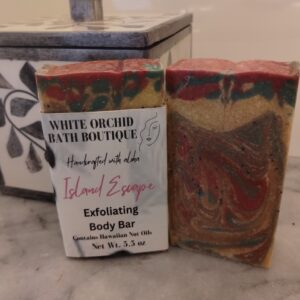 WHITE ORCHID
BATH BOUTIQUE
Handcrafted with aloha
Island Escape
Exfoliating
Body Bar
Contains Hawaiian Nut Oils
Net Wt. 5.5 oz